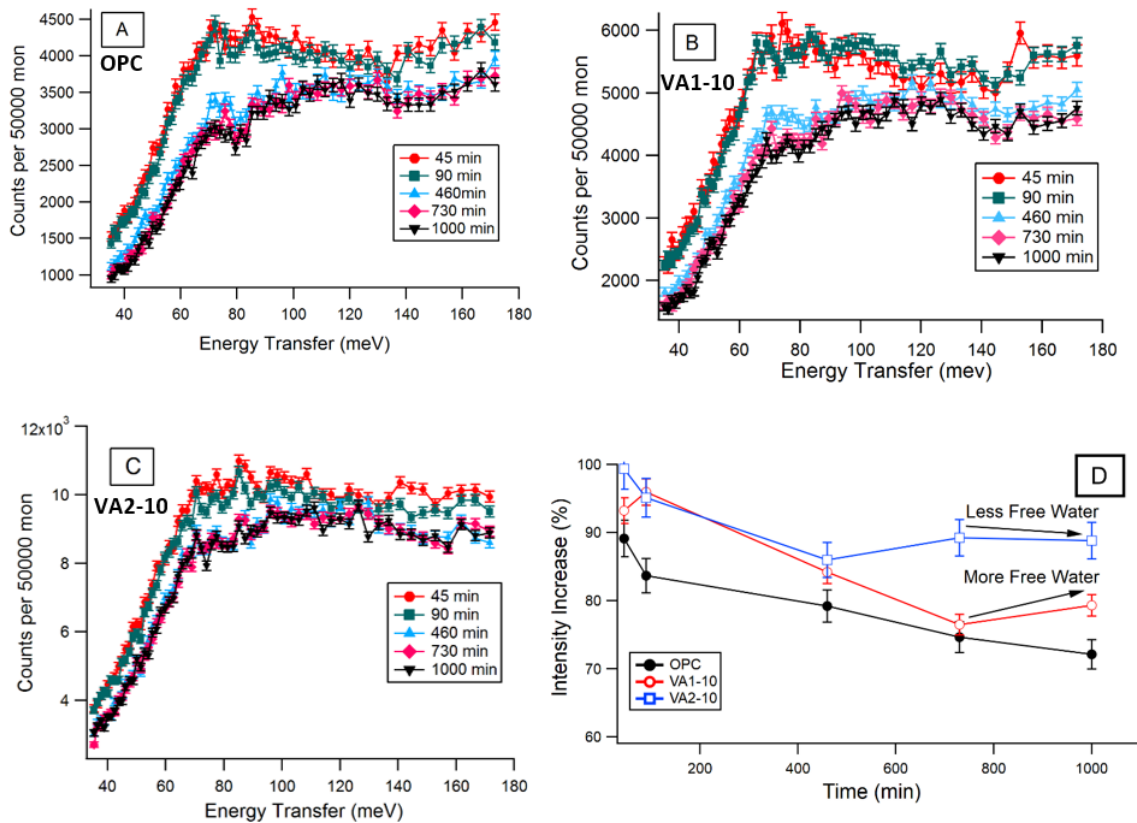 A
OPC
Counts per 50000 mon
4500
4000
3500
3000
2500
2000
1500
1000
45 min
90 min
460min
730 min
1000 min
40 60 80 100 120 140 160 180
Energy Transfer (meV)
B
VA1-10
Counts per 50000 mon
6000
5000
4000
3000
2000
45 min
90 min
460 min
730 min
1000 min
40 60 80 100 120 140 160 180
Energy Transfer (mev)
C
VA2-10
Counts per 50000 mon
12x10³
10
8
6
4
45 min
90 min
460 min
730 min
1000 min
40 60 80 100 120 140 160 180
Energy Transfer (meV)
D
Intensity Increase (%)
100
90
80
70
60
Less Free Water
More Free Water
OPC
VA1-10
VA2-10
200 400 600 800 1000
Time (min)